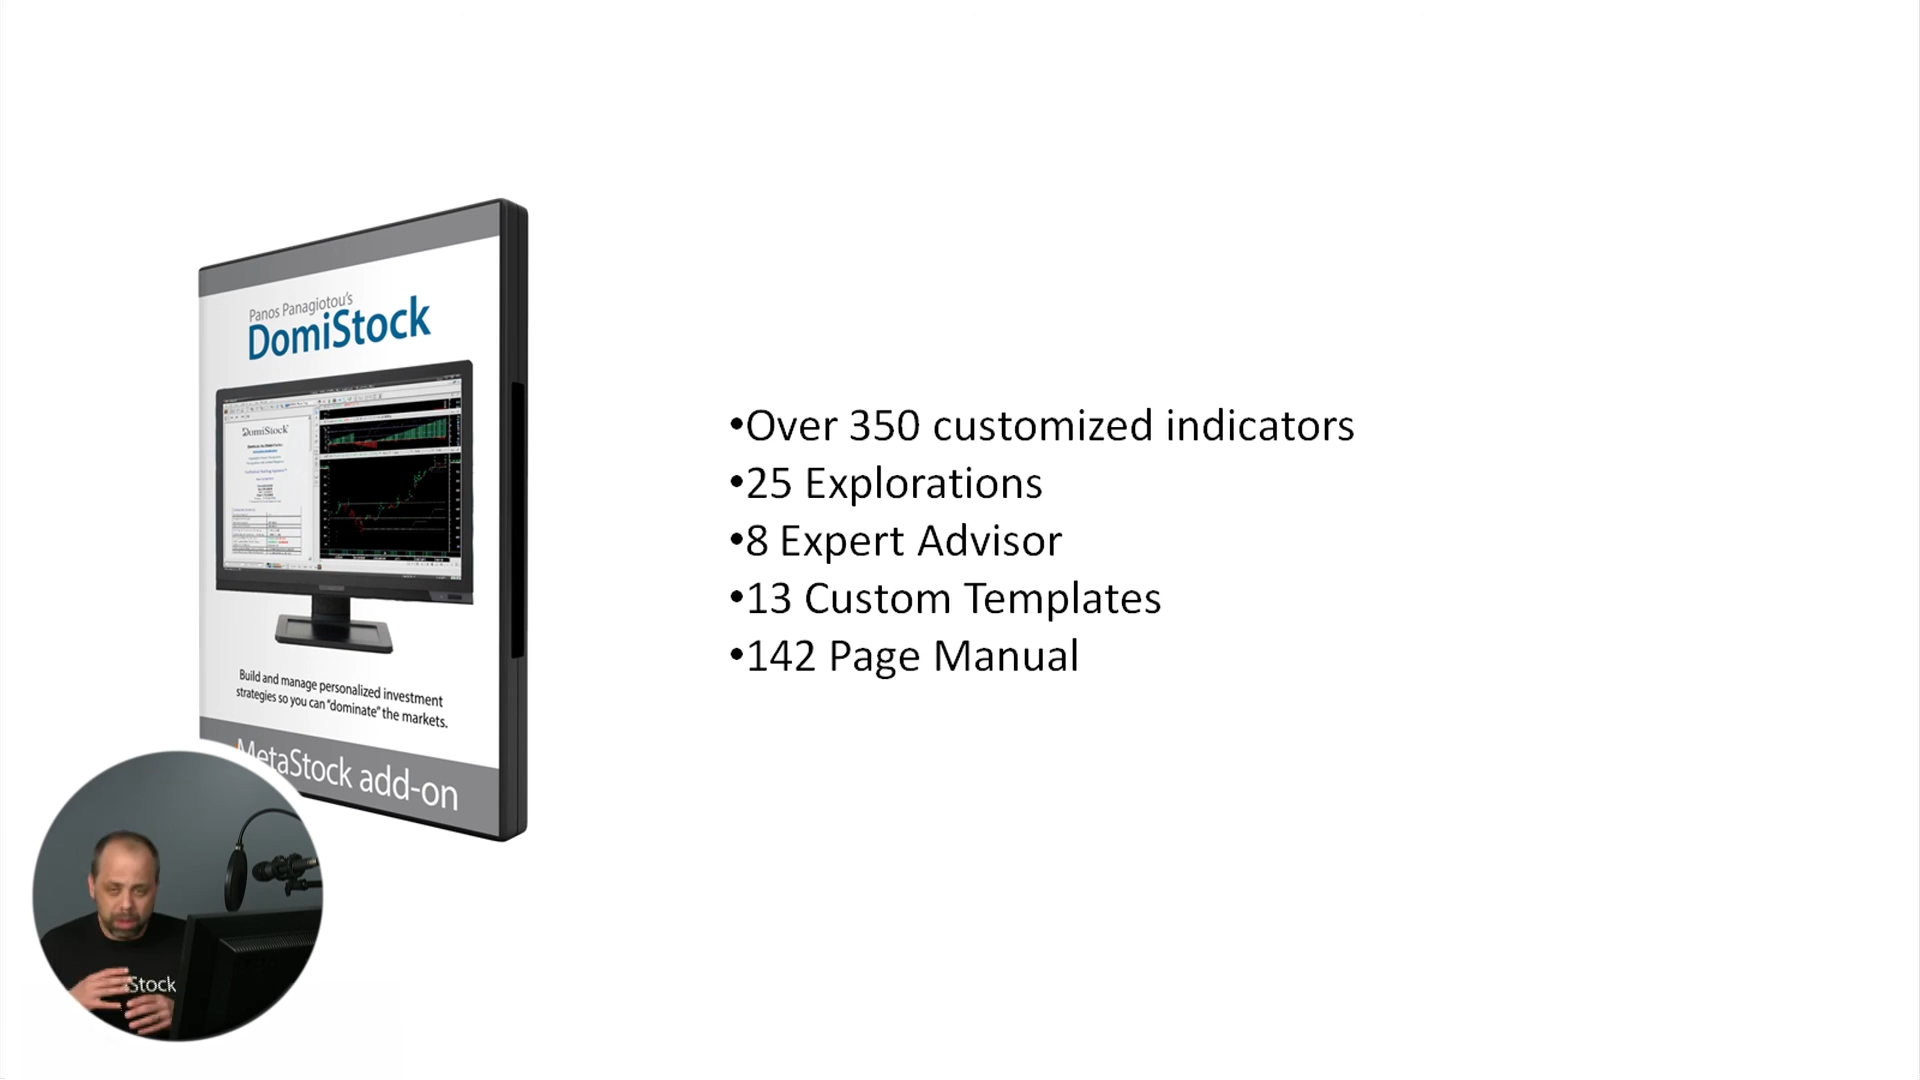 Panos Panagiotou's
DomiStock
DomiStock
Build and manage personalized investment
strategies so you can "dominate" the markets.
MetaStock add-on
•Over 350 customized indicators
•25 Explorations
•8 Expert Advisor
•13 Custom Templates
•142 Page Manual
Stock